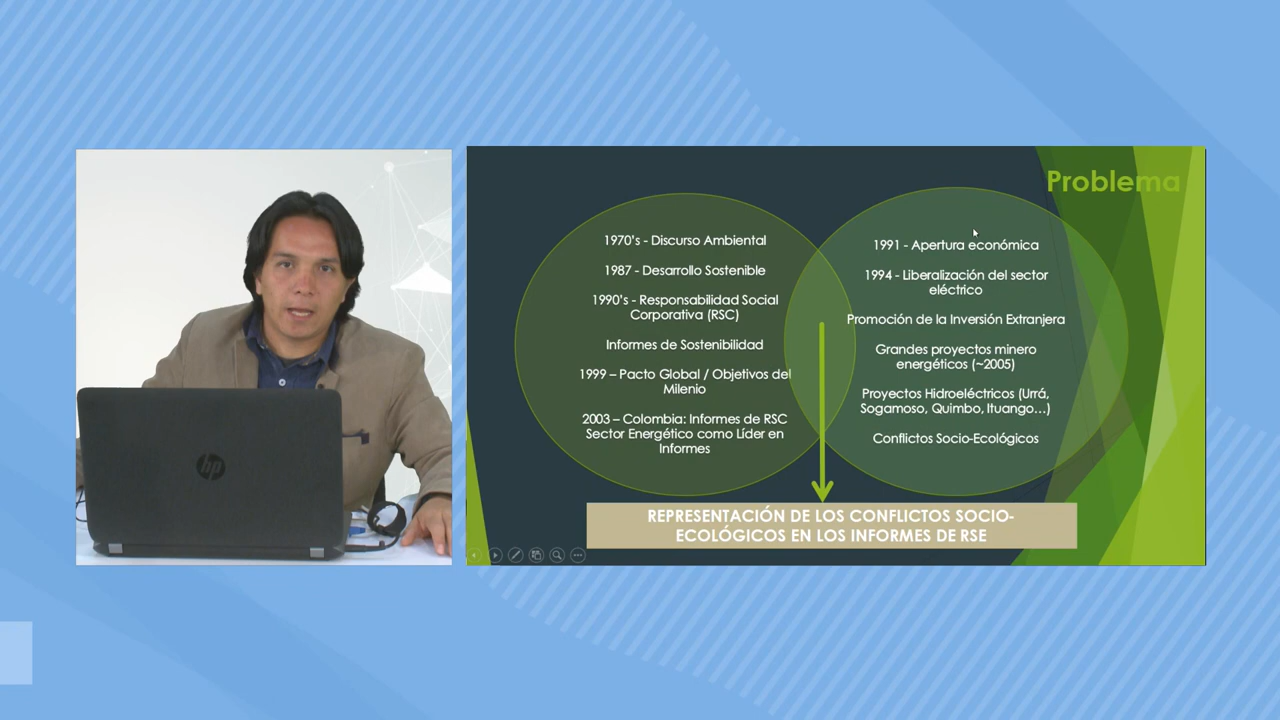 Problema
1970's - Discurso Ambiental
1987 - Desarrollo Sostenible
1990's - Responsabilidad Social
Corporativa (RSC)
Informes de Sostenibilidad
1999 – Pacto Global / Objetivos del
Milenio
2003 – Colombia: Informes de RSC
Sector Energético como Líder en
Informes
1991 - Apertura económica
1994 - Liberalización del sector
eléctrico
Promoción de la Inversión Extranjera
Grandes proyectos minero
energéticos (~2005)
Proyectos Hidroeléctricos (Urrá,
Sogamoso, Quimbo, Ituango...)
Conflictos Socio-Ecológicos
REPRESENTACIÓN DE LOS CONFLICTOS SOCIO-
ECOLÓGICOS EN LOS INFORMES DE RSE
hp